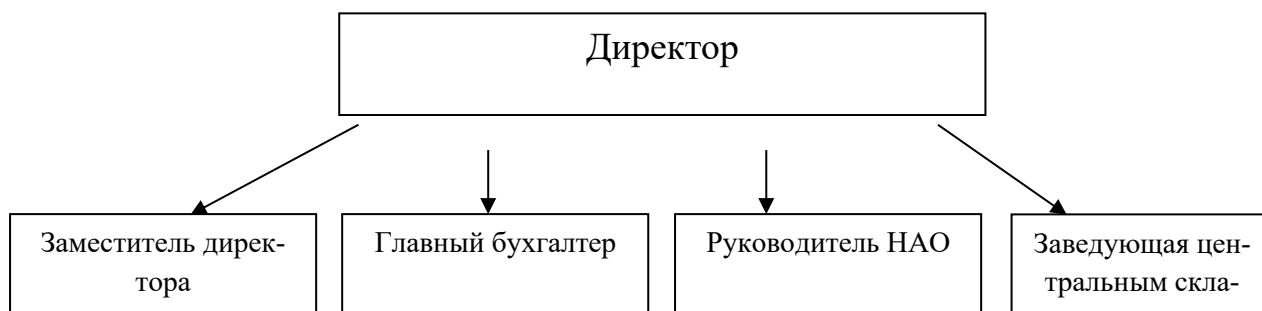 Директор
Заместитель дирек-
тора
Главный бухгалтер
Руководитель НАО
Заведующая цен-
тральным скла-